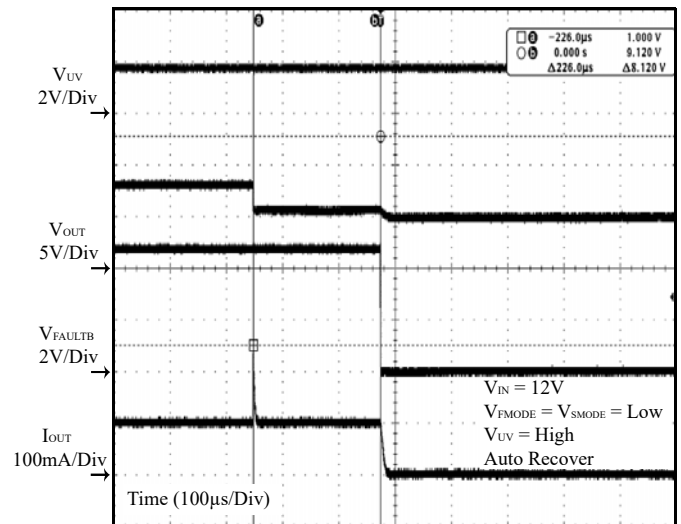 a b T
a −226.0μs 1.000 V
b 0.000 s 9.120 V
Δ226.0μs Δ8.120 V
VUV
2V/Div
VOUT
5V/Div
VFAULTB
2V/Div
IOUT
100mA/Div
VIN = 12V
VFMODE = VSMODE = Low
VUV = High
Auto Recover
Time (100μs/Div)